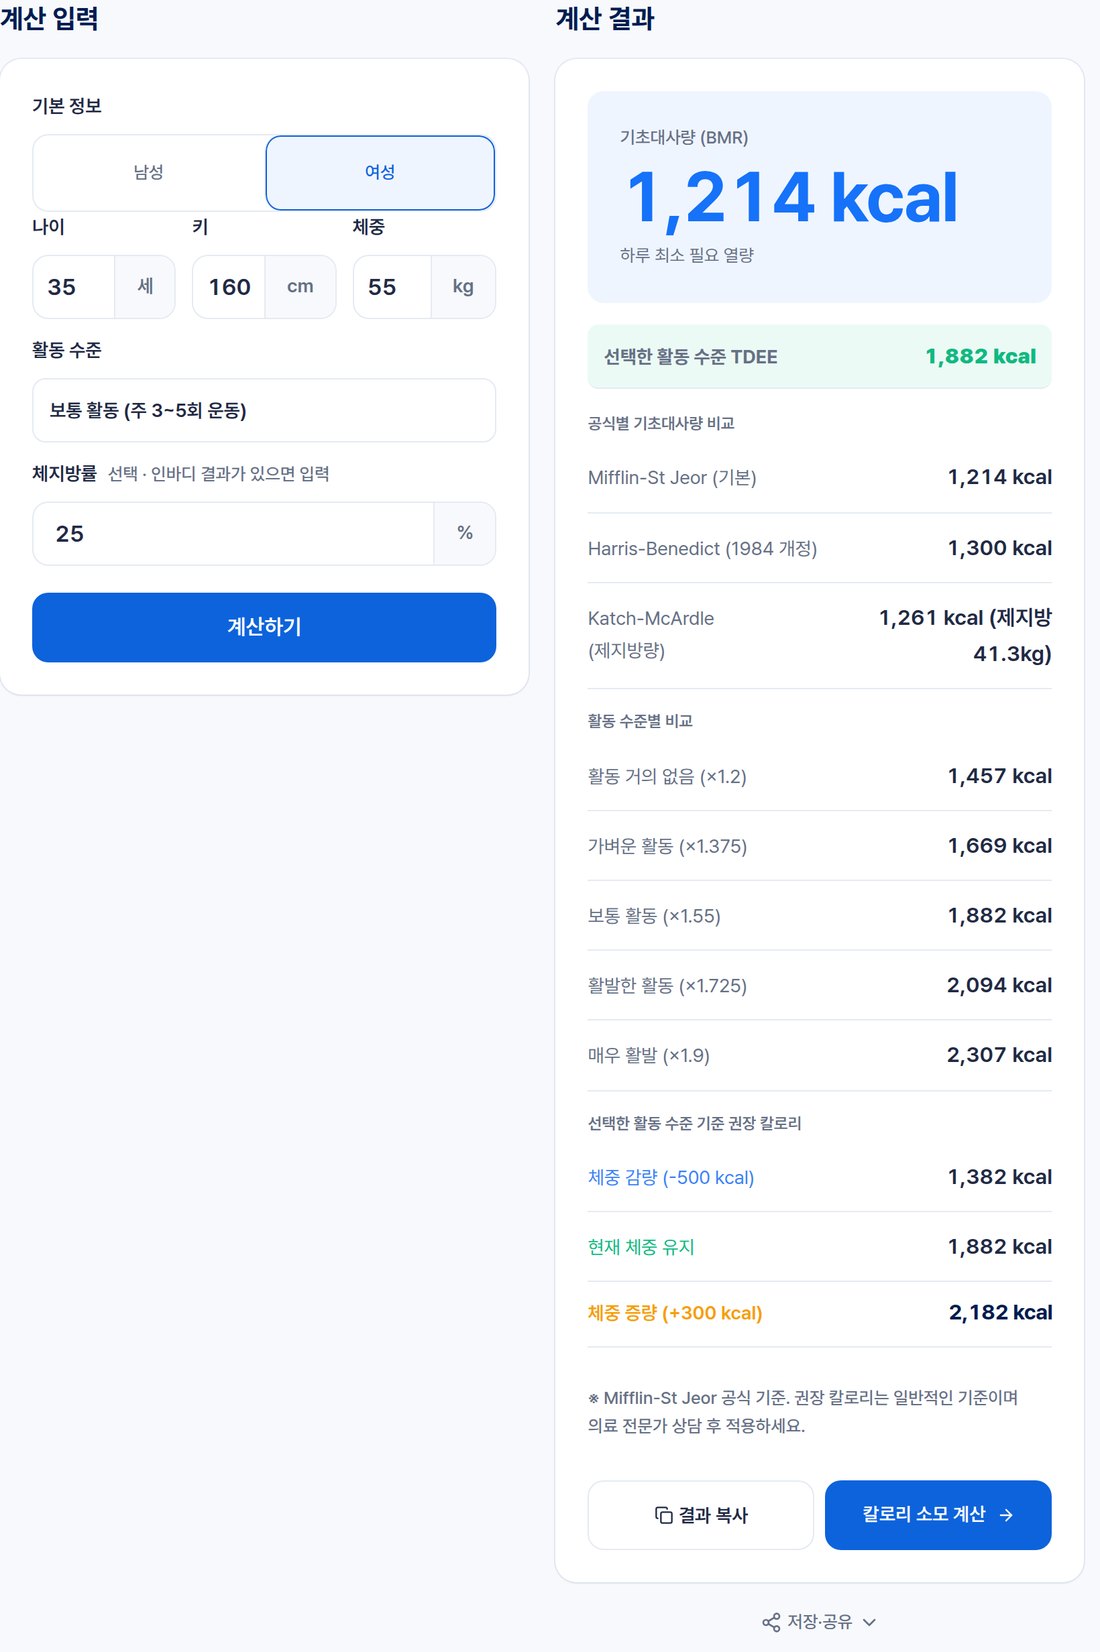 계산 입력
기본 정보
남성
여성
나이
키
체중
35
세
160
cm
55
kg
활동 수준
보통 활동 (주 3~5회 운동)
체지방률 선택 · 인바디 결과가 있으면 입력
25
%
계산하기
계산 결과
기초대사량 (BMR)
1,214 kcal
하루 최소 필요 열량
선택한 활동 수준 TDEE
1,882 kcal
공식별 기초대사량 비교
Mifflin-St Jeor (기본)
1,214 kcal
Harris-Benedict (1984 개정)
1,300 kcal
Katch-McArdle
(제지방량)
1,261 kcal (제지방
41.3kg)
활동 수준별 비교
활동 거의 없음 (×1.2)
1,457 kcal
가벼운 활동 (×1.375)
1,669 kcal
보통 활동 (×1.55)
1,882 kcal
활발한 활동 (×1.725)
2,094 kcal
매우 활발 (×1.9)
2,307 kcal
선택한 활동 수준 기준 권장 칼로리
체중 감량 (-500 kcal)
1,382 kcal
현재 체중 유지
1,882 kcal
체중 증량 (+300 kcal)
2,182 kcal
※ Mifflin-St Jeor 공식 기준. 권장 칼로리는 일반적인 기준이며
의료 전문가 상담 후 적용하세요.
결과 복사
칼로리 소모 계산 →
저장·공유